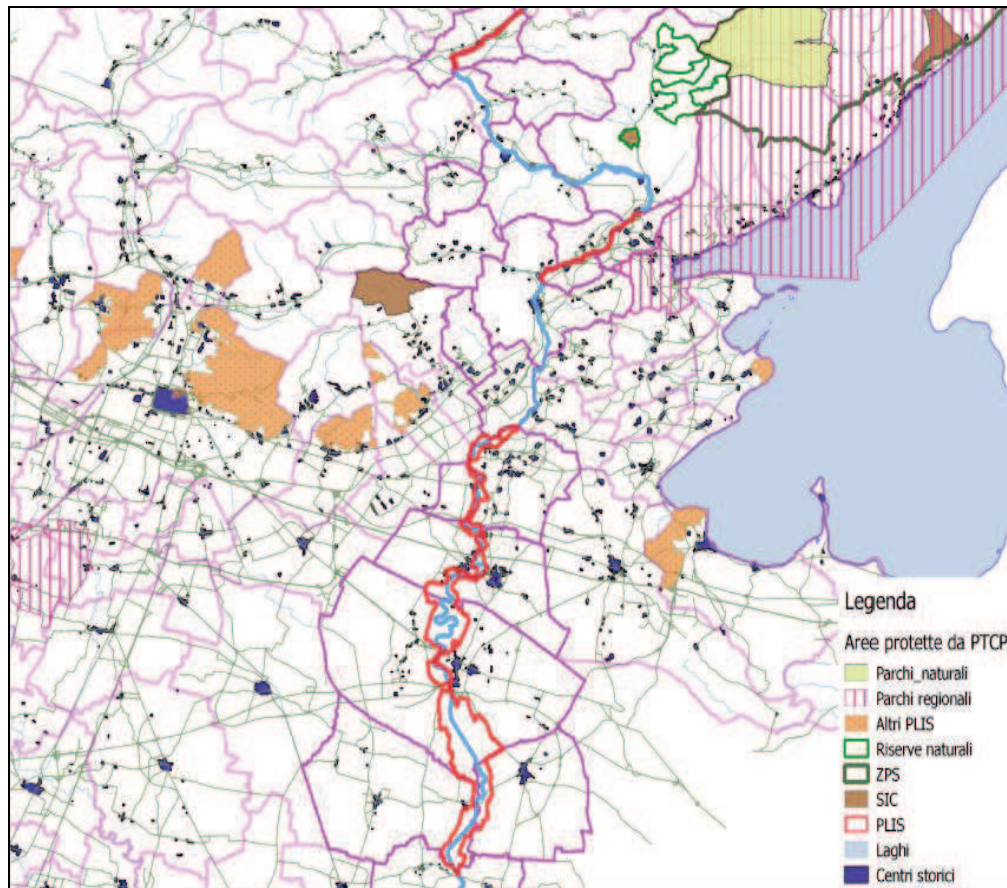 Legenda
Aree protette da PTCP
Parchi_naturali
Parchi regionali
Altri PLIS
Riserve naturali
ZPS
SIC
PLIS
Laghi
Centri storici